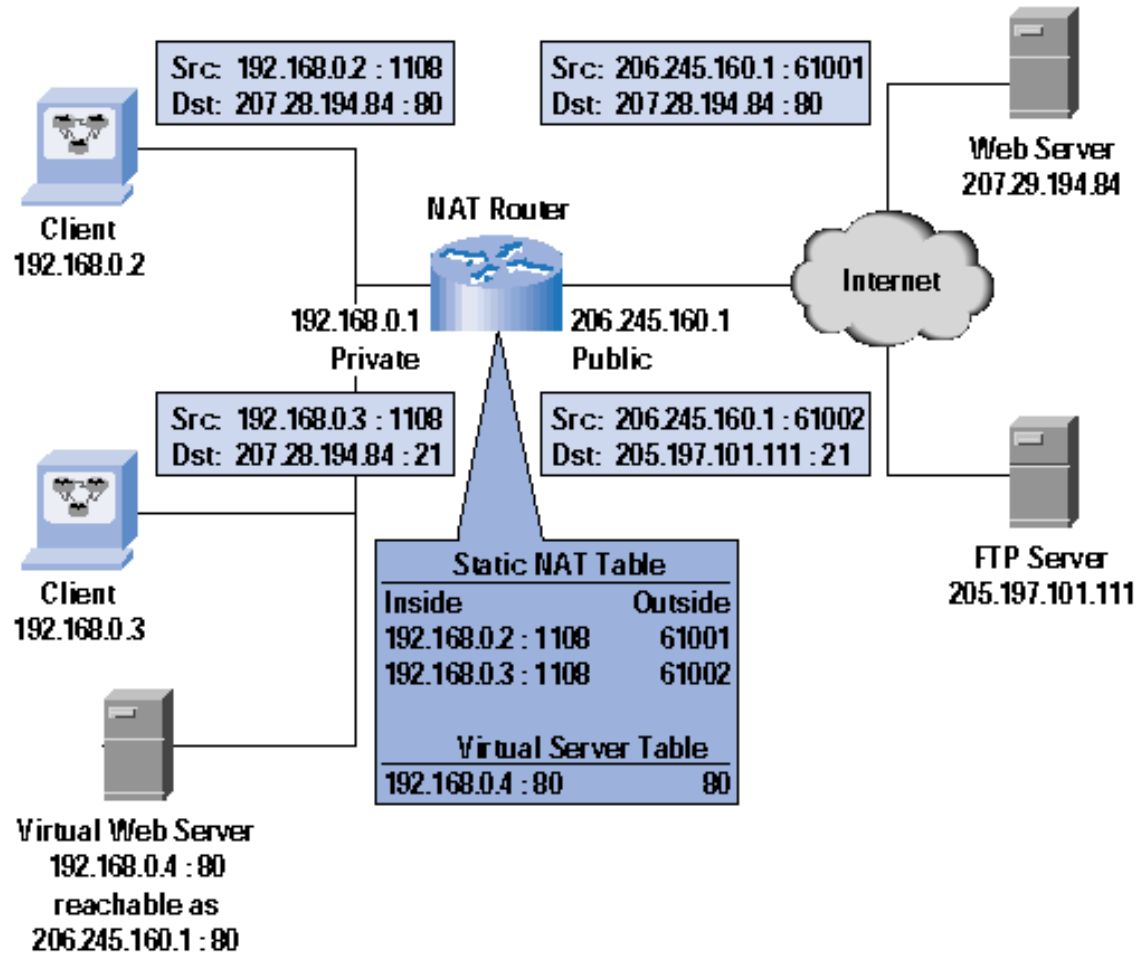 Src: 192.168.0.2 : 1108
Dst: 207.28.194.84 : 80
Src: 206.245.160.1 : 61001
Dst: 207.28.194.84 : 80
Web Server
207.29.194.84
Client
192.168.0.2
NAT Router
Internet
192.168.0.1
Private
206.245.160.1
Public
Src: 192.168.0.3 : 1108
Dst: 207.28.194.84 : 21
Src: 206.245.160.1 : 61002
Dst: 205.197.101.111 : 21
Client
192.168.0.3
FTP Server
205.197.101.111
Static NAT Table
Inside Outside
192.168.0.2 : 1108 61001
192.168.0.3 : 1108 61002
Virtual Server Table
192.168.0.4 : 80 80
Virtual Web Server
192.168.0.4 : 80
reachable as
206.245.160.1 : 80